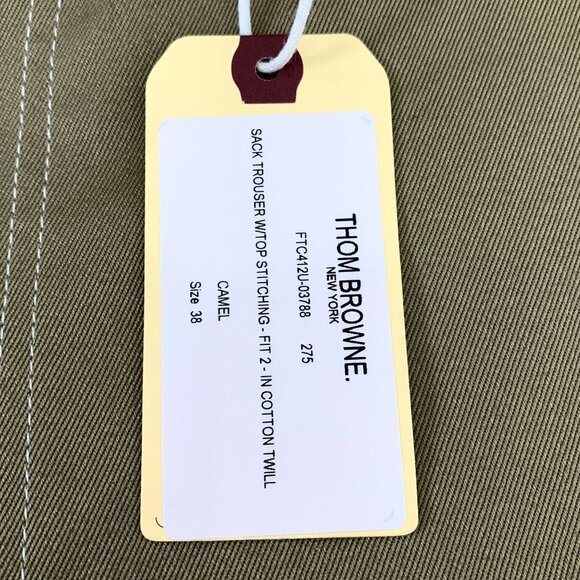 THOM BROWNE.
NEW YORK
FTC412U-03788 275
SACK TROUSER W/TOP STITCHING - FIT 2 - IN COTTON TWILL
CAMEL
Size 38